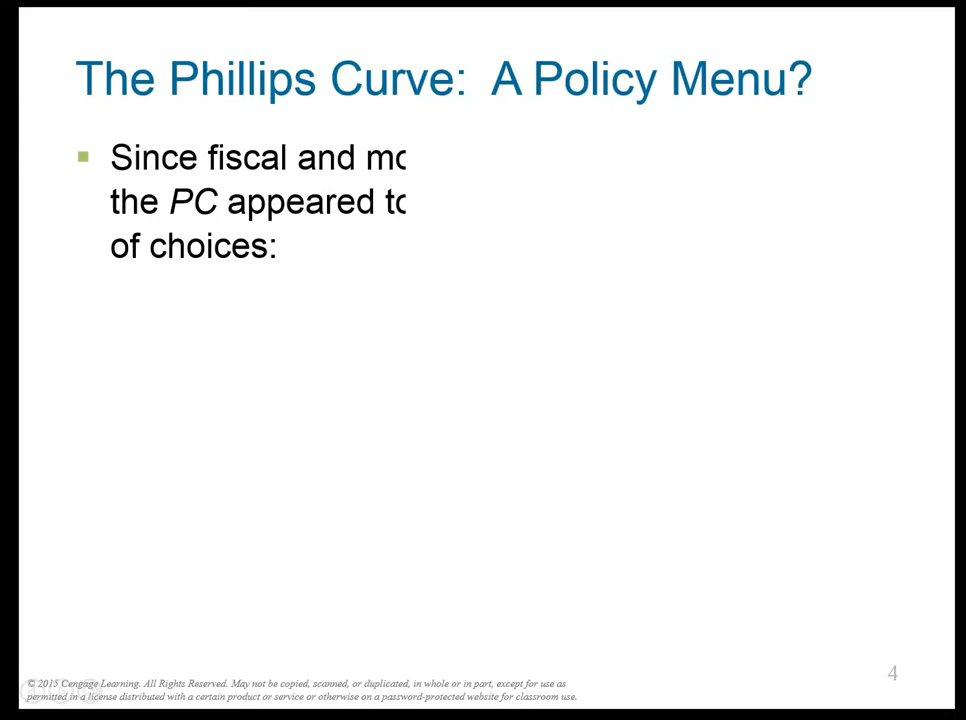 The Phillips Curve:  A Policy Menu?
Since fiscal and
the PC appeared
of choices:
© 2015 Cengage Learning. All Rights Reserved. May not be copied, scanned, or duplicated, in whole or in part, except for use as
permitted in a license distributed with a certain product or service or otherwise on a password-protected website for classroom use.
4